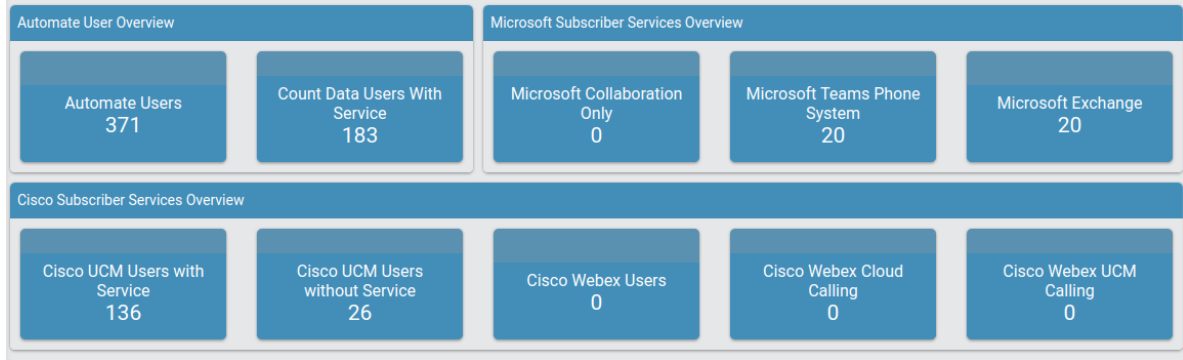 Automate User Overview
Microsoft Subscriber Services Overview
Automate Users
371
Count Data Users With
Service
183
Microsoft Collaboration
Only
0
Microsoft Teams Phone
System
20
Microsoft Exchange
20
Cisco Subscriber Services Overview
Cisco UCM Users with
Service
136
Cisco UCM Users
without Service
26
Cisco Webex Users
0
Cisco Webex Cloud
Calling
0
Cisco Webex UCM
Calling
0